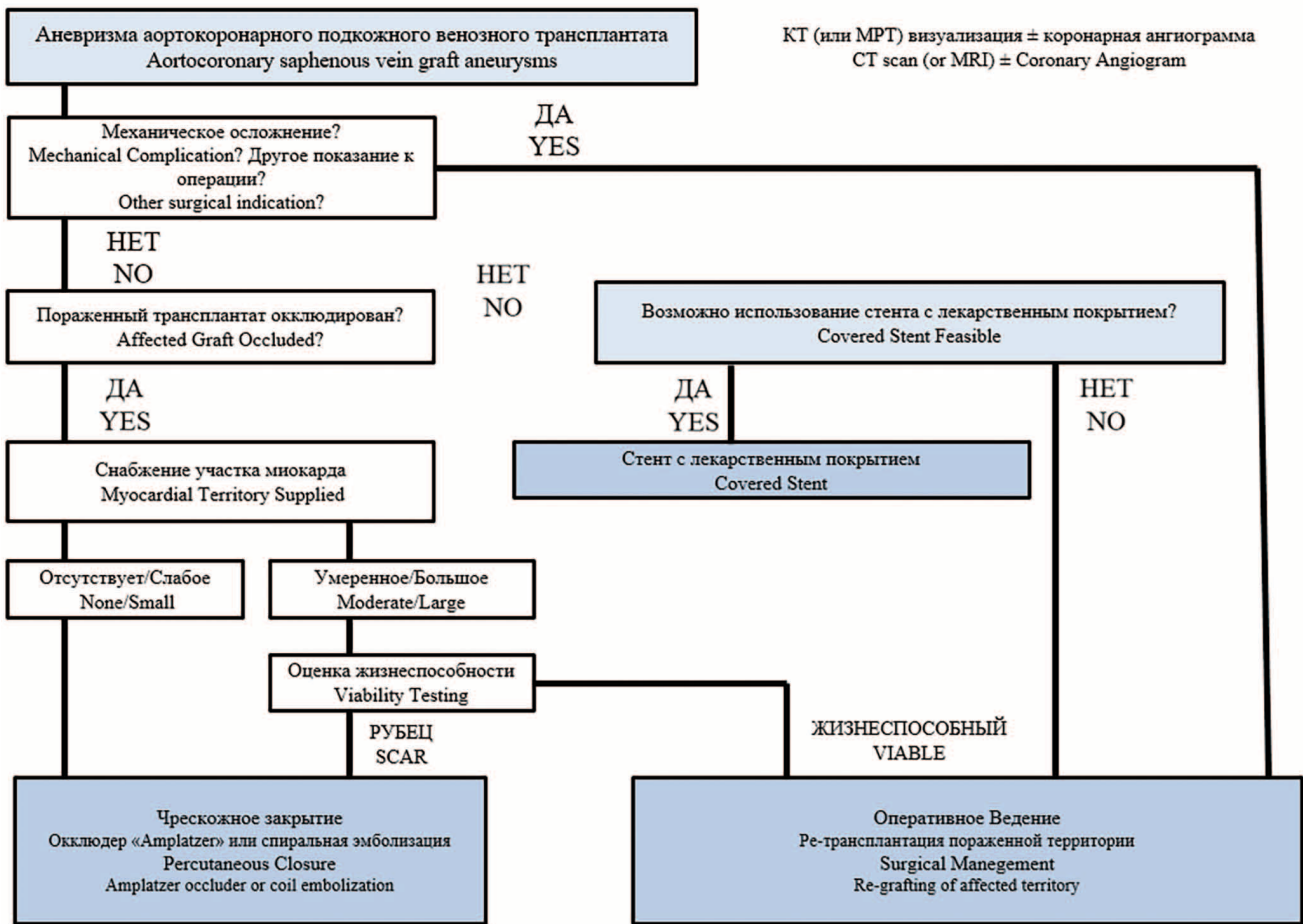 Аневризма аортокоронарного подкожного венозного трансплантата
Aortocoronary saphenous vein graft aneurysms
КТ (или МРТ) визуализация ± коронарная ангиограмма
CT scan (or MRI) ± Coronary Angiogram
Механическое осложнение?
Mechanical Complication? Другое показание к
операции?
Other surgical indication?
ДА
YES
НЕТ
NO
Пораженный трансплантат окклюдирован?
Affected Graft Occluded?
НЕТ
NO
Возможно использование стента с лекарственным покрытием?
Covered Stent Feasible
ДА
YES
ДА
YES
НЕТ
NO
Снабжение участка миокарда
Myocardial Territory Supplied
Стент с лекарственным покрытием
Covered Stent
Отсутствует/Слабое
None/Small
Умеренное/Большое
Moderate/Large
Оценка жизнеспособности
Viability Testing
РУБЕЦ
SCAR
ЖИЗНЕСПОСОБНЫЙ
VIABLE
Чрескожное закрытие
Окклюдер «Amplatzer» или спиральная эмболизация
Percutaneous Closure
Amplatzer occluder or coil embolization
Оперативное Ведение
Ре-трансплантация пораженной территории
Surgical Manegement
Re-grafting of affected territory